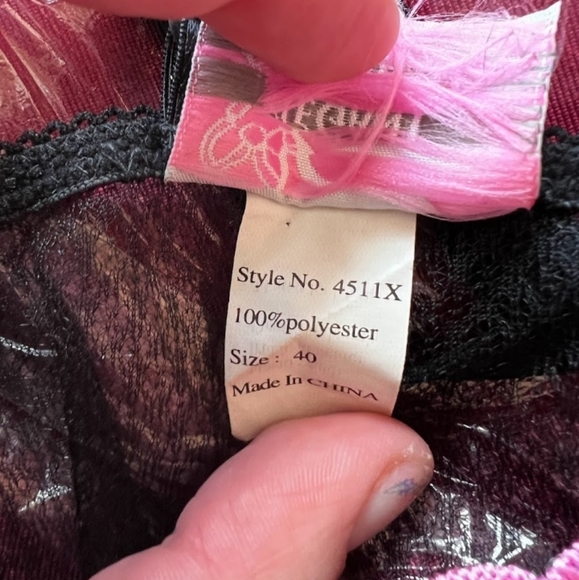 Style No. 4511X
100%polyester
Size : 40
Made In CHINA